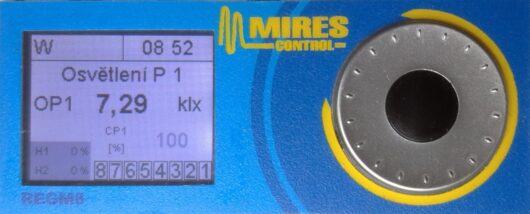 W 08 52
Osvětlení P 1
OP1 7,29 klx
CP1
[%] 100
H1 0 %
H2 0 % 8 7 6 5 4 3 2 1
REGM6
MIRES
CONTROL